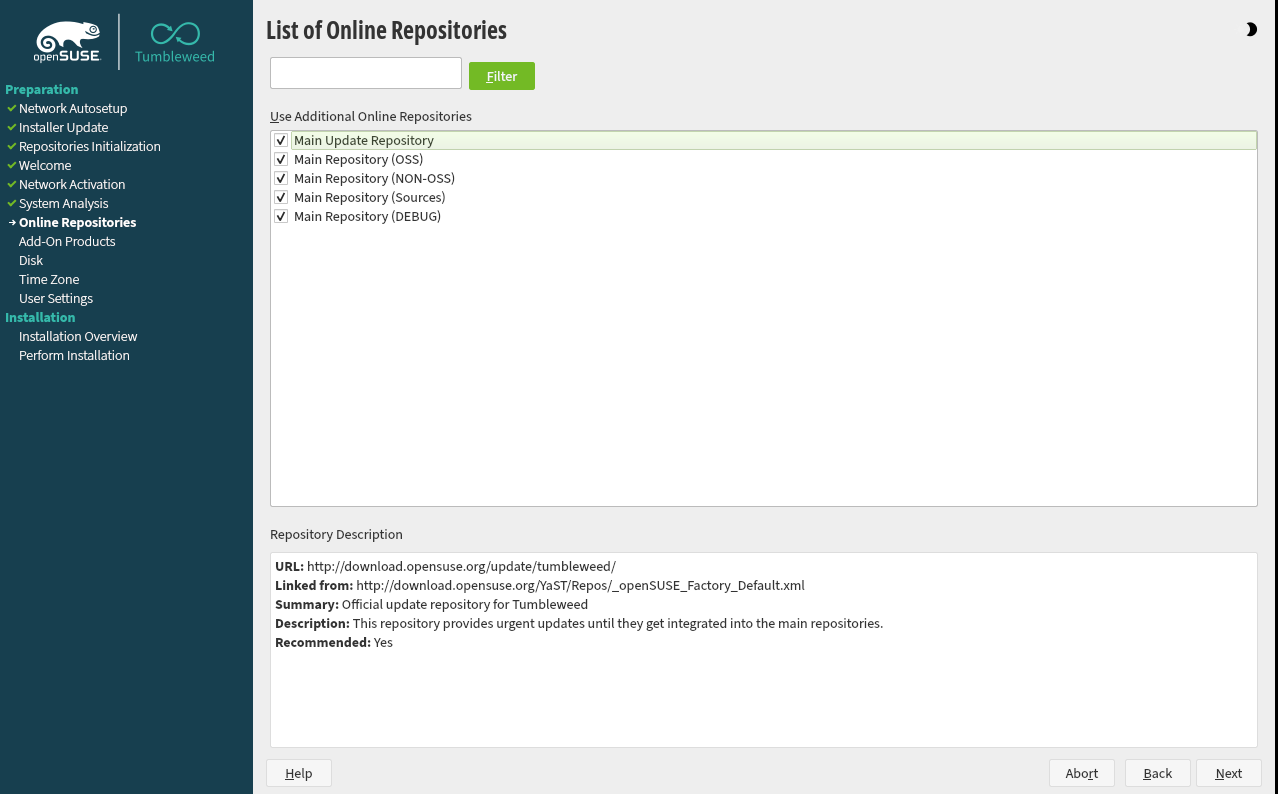 openSUSE
Tumbleweed
Preparation
Network Autosetup
Installer Update
Repositories Initialization
Welcome
Network Activation
System Analysis
Online Repositories
Add-On Products
Disk
Time Zone
User Settings
Installation
Installation Overview
Perform Installation
List of Online Repositories
Filter
Use Additional Online Repositories
Main Update Repository
Main Repository (OSS)
Main Repository (NON-OSS)
Main Repository (Sources)
Main Repository (DEBUG)
Repository Description
URL: http://download.opensuse.org/update/tumbleweed/
Linked from: http://download.opensuse.org/YaST/Repos/_openSUSE_Factory_Default.xml
Summary: Official update repository for Tumbleweed
Description: This repository provides urgent updates until they get integrated into the main repositories.
Recommended: Yes
Help
Abort
Back
Next